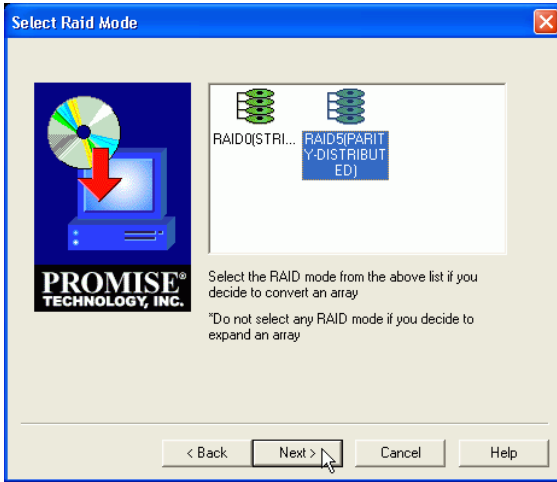 Select Raid Mode
RAID0(STRI...
RAID5(PARIT
Y-DISTRIBUT
ED)
PROMISE®
TECHNOLOGY, INC.
Select the RAID mode from the above list if you
decide to convert an array
*Do not select any RAID mode if you decide to
expand an array
< Back
Next >
Cancel
Help